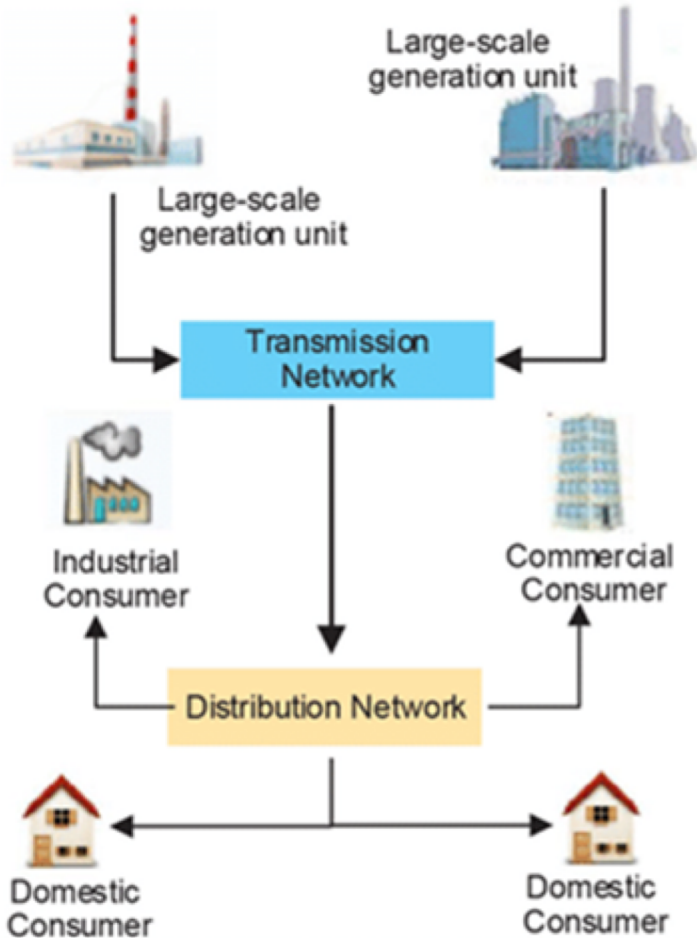 Large-scale
generation unit
Large-scale
generation unit
Transmission
Network
Industrial
Consumer
Commercial
Consumer
Distribution Network
Domestic
Consumer
Domestic
Consumer